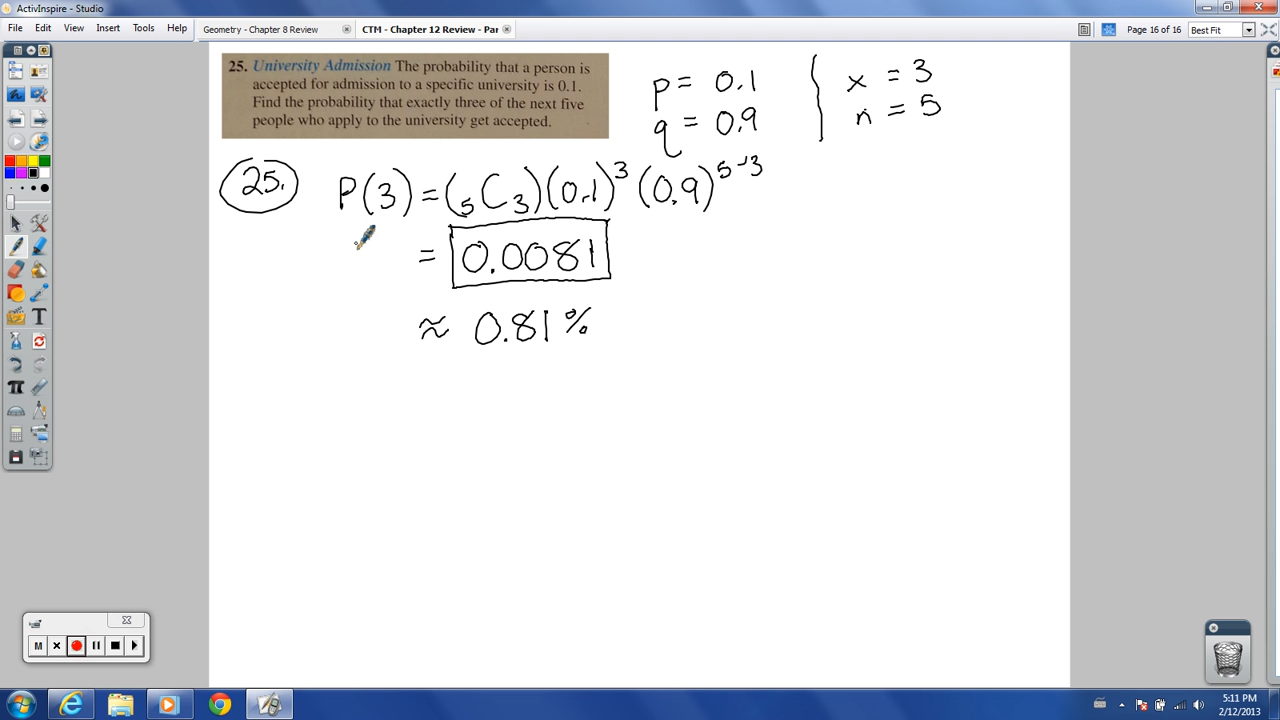 ActivInspire - Studio
File Edit View Insert Tools Help
Geometry - Chapter 8 Review
CTM - Chapter 12 Review - Par
Page 16 of 16
Best Fit
25. University Admission The probability that a person is
accepted for admission to a specific university is 0.1.
Find the probability that exactly three of the next five
people who apply to the university get accepted.
p = 0.1
q = 0.9
x = 3
n = 5
25. P(3) = (₅C₃)(0.1)³(0.9)⁵⁻³
= 0.0081
≈ 0.81%
M
5:11 PM
2/12/2013